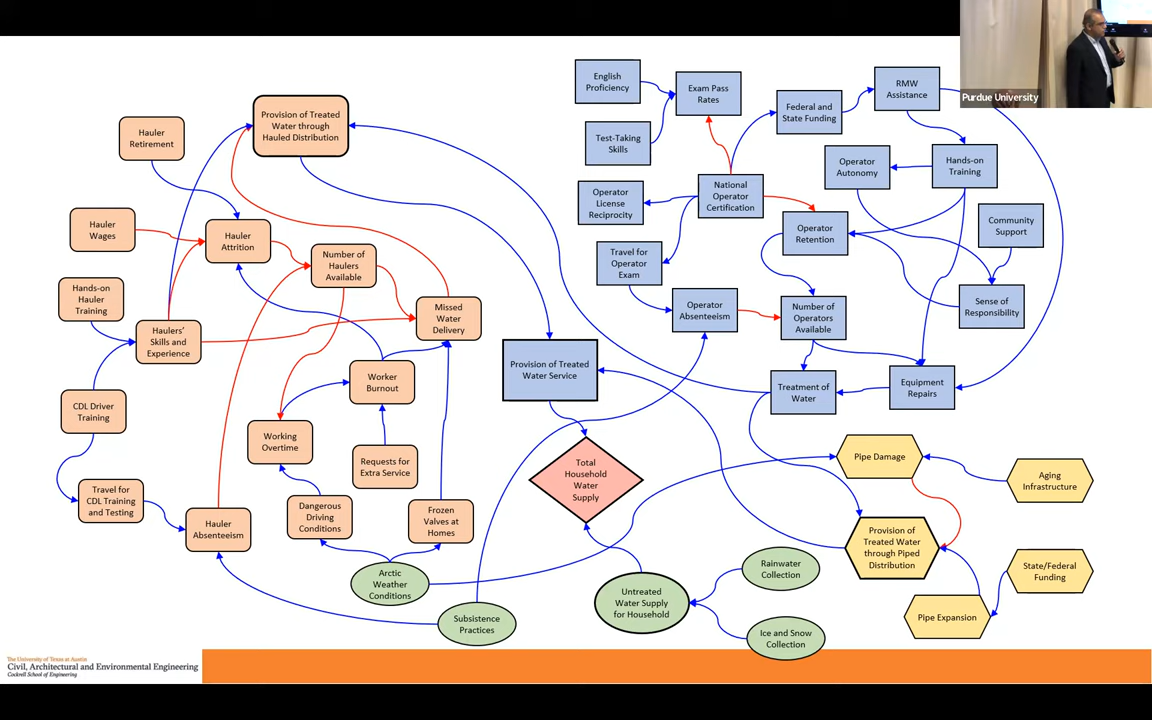 Purdue University
English
Proficiency
Exam Pass
Rates
Test-Taking
Skills
Federal and
State Funding
RMW
Assistance
Operator
Autonomy
Hands-on
Training
Operator
License
Reciprocity
National
Operator
Certification
Operator
Retention
Community
Support
Travel for
Operator
Exam
Operator
Absenteeism
Number of
Operators
Available
Sense of
Responsibility
Provision of Treated
Water through
Hauled Distribution
Hauler
Retirement
Hauler
Wages
Hauler
Attrition
Number of
Haulers
Available
Hands-on
Hauler
Training
Haulers'
Skills and
Experience
Missed
Water
Delivery
Provision of Treated
Water Service
Treatment of
Water
Equipment
Repairs
CDL Driver
Training
Worker
Burnout
Working
Overtime
Requests for
Extra Service
Total
Household
Water
Supply
Pipe Damage
Aging
Infrastructure
Travel for
CDL Training
and Testing
Hauler
Absenteeism
Dangerous
Driving
Conditions
Frozen
Valves at
Homes
Provision of
Treated Water
through Piped
Distribution
State/Federal
Funding
Arctic
Weather
Conditions
Subsistence
Practices
Untreated
Water Supply
for Household
Rainwater
Collection
Ice and Snow
Collection
Pipe Expansion
The University of Texas at Austin
Civil, Architectural and Environmental Engineering
Cockrell School of Engineering